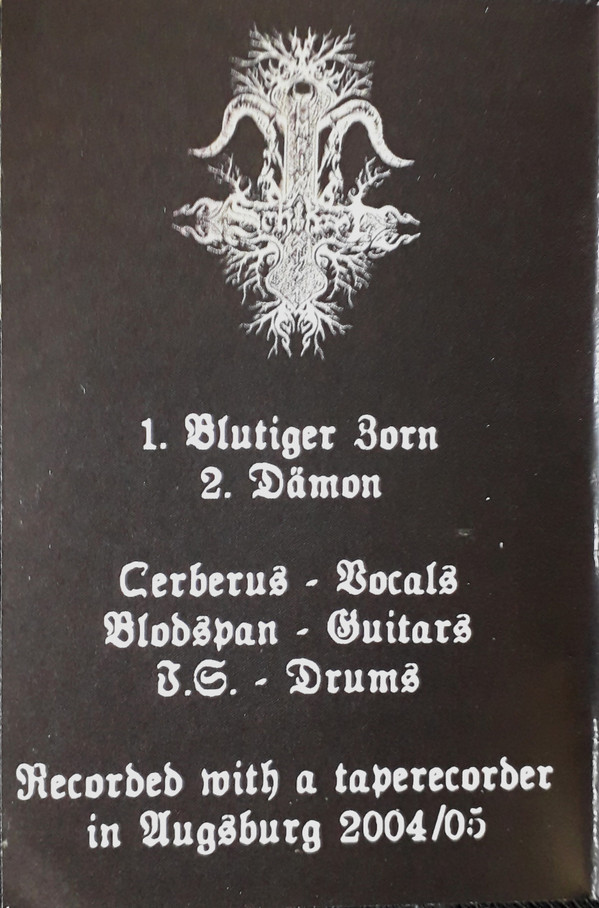 1. Blutiger Zorn
2. Dämon
Cerberus - Vocals
Blodspan - Guitars
J.S. - Drums
Recorded with a taperecorder
in Augsburg 2004/05